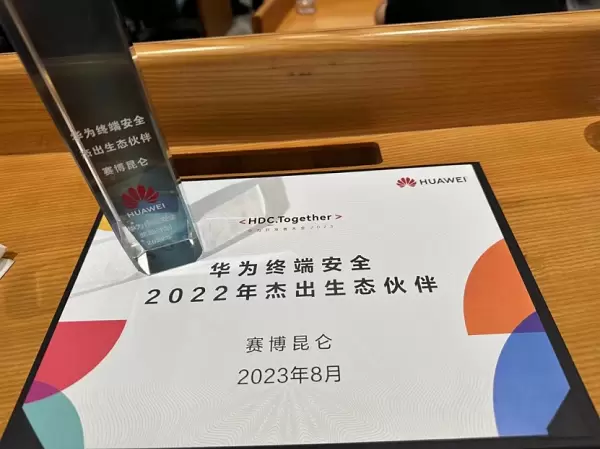 华为终端安全
杰出生态伙伴
赛博昆仑
HUAWEI
HUAWEI
<HDC.Together>
华为终端安全
2022年杰出生态伙伴
赛博昆仑
2023年8月